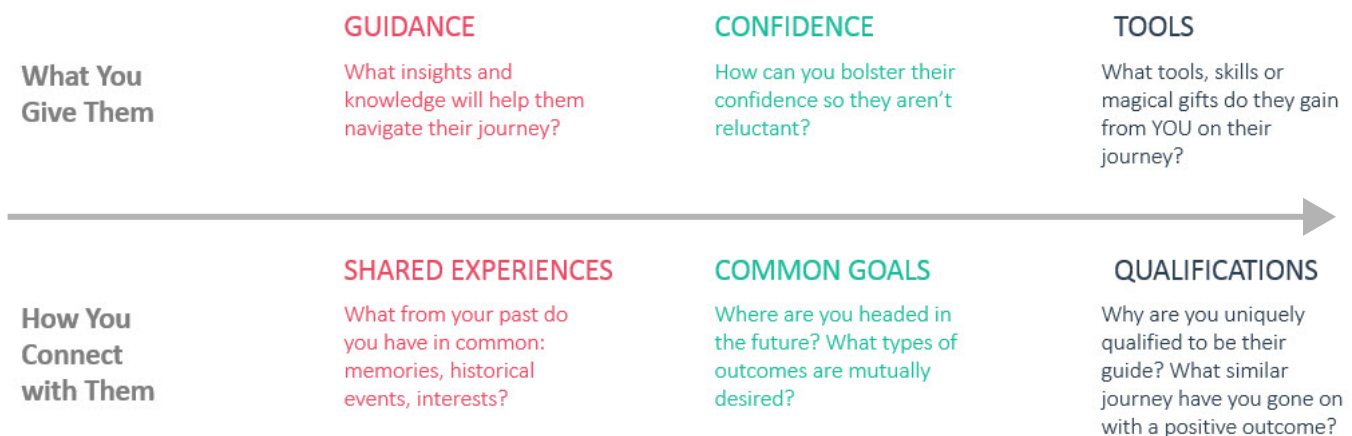 What You
Give Them
GUIDANCE
What insights and
knowledge will help them
navigate their journey?
CONFIDENCE
How can you bolster their
confidence so they aren't
reluctant?
TOOLS
What tools, skills or
magical gifts do they gain
from YOU on their
journey?
How You
Connect
with Them
SHARED EXPERIENCES
What from your past do
you have in common:
memories, historical
events, interests?
COMMON GOALS
Where are you headed in
the future? What types of
outcomes are mutually
desired?
QUALIFICATIONS
Why are you uniquely
qualified to be their
guide? What similar
journey have you gone on
with a positive outcome?